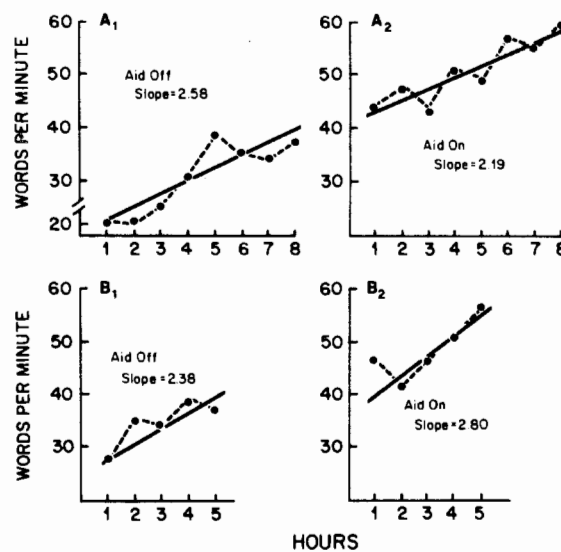 WORDS PER MINUTE
60
50
40
30
20
A1
Aid Off
Slope=2.58
1 2 3 4 5 6 7 8
60
50
40
30
A2
Aid On
Slope=2.19
1 2 3 4 5 6 7 8
WORDS PER MINUTE
60
50
40
30
B1
Aid Off
Slope=2.38
1 2 3 4 5
60
50
40
30
B2
Aid On
Slope=2.80
1 2 3 4 5
HOURS